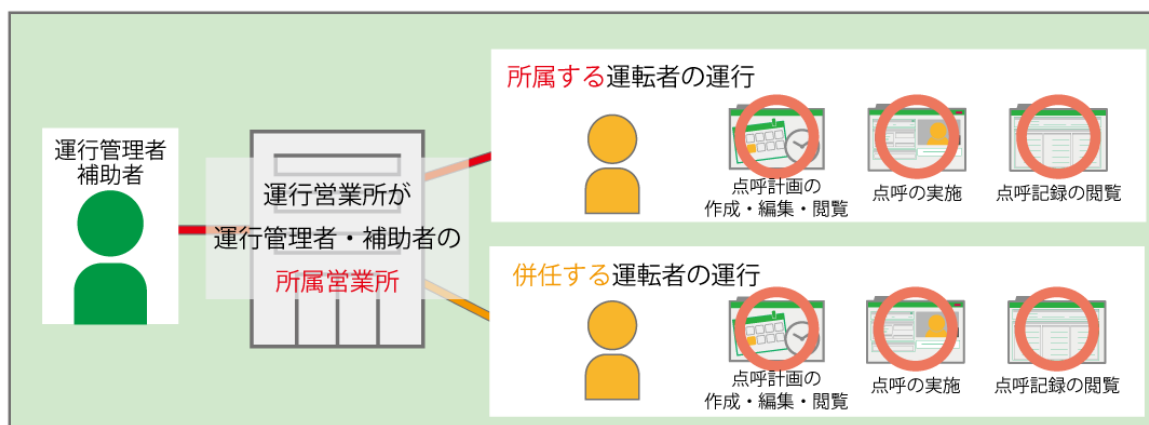 運行管理者
補助者
運行営業所が
運行管理者・補助者の
所属営業所
所属する運転者の運行
点呼計画の
作成・編集・閲覧
点呼の実施
点呼記録の閲覧
併任する運転者の運行
点呼計画の
作成・編集・閲覧
点呼の実施
点呼記録の閲覧